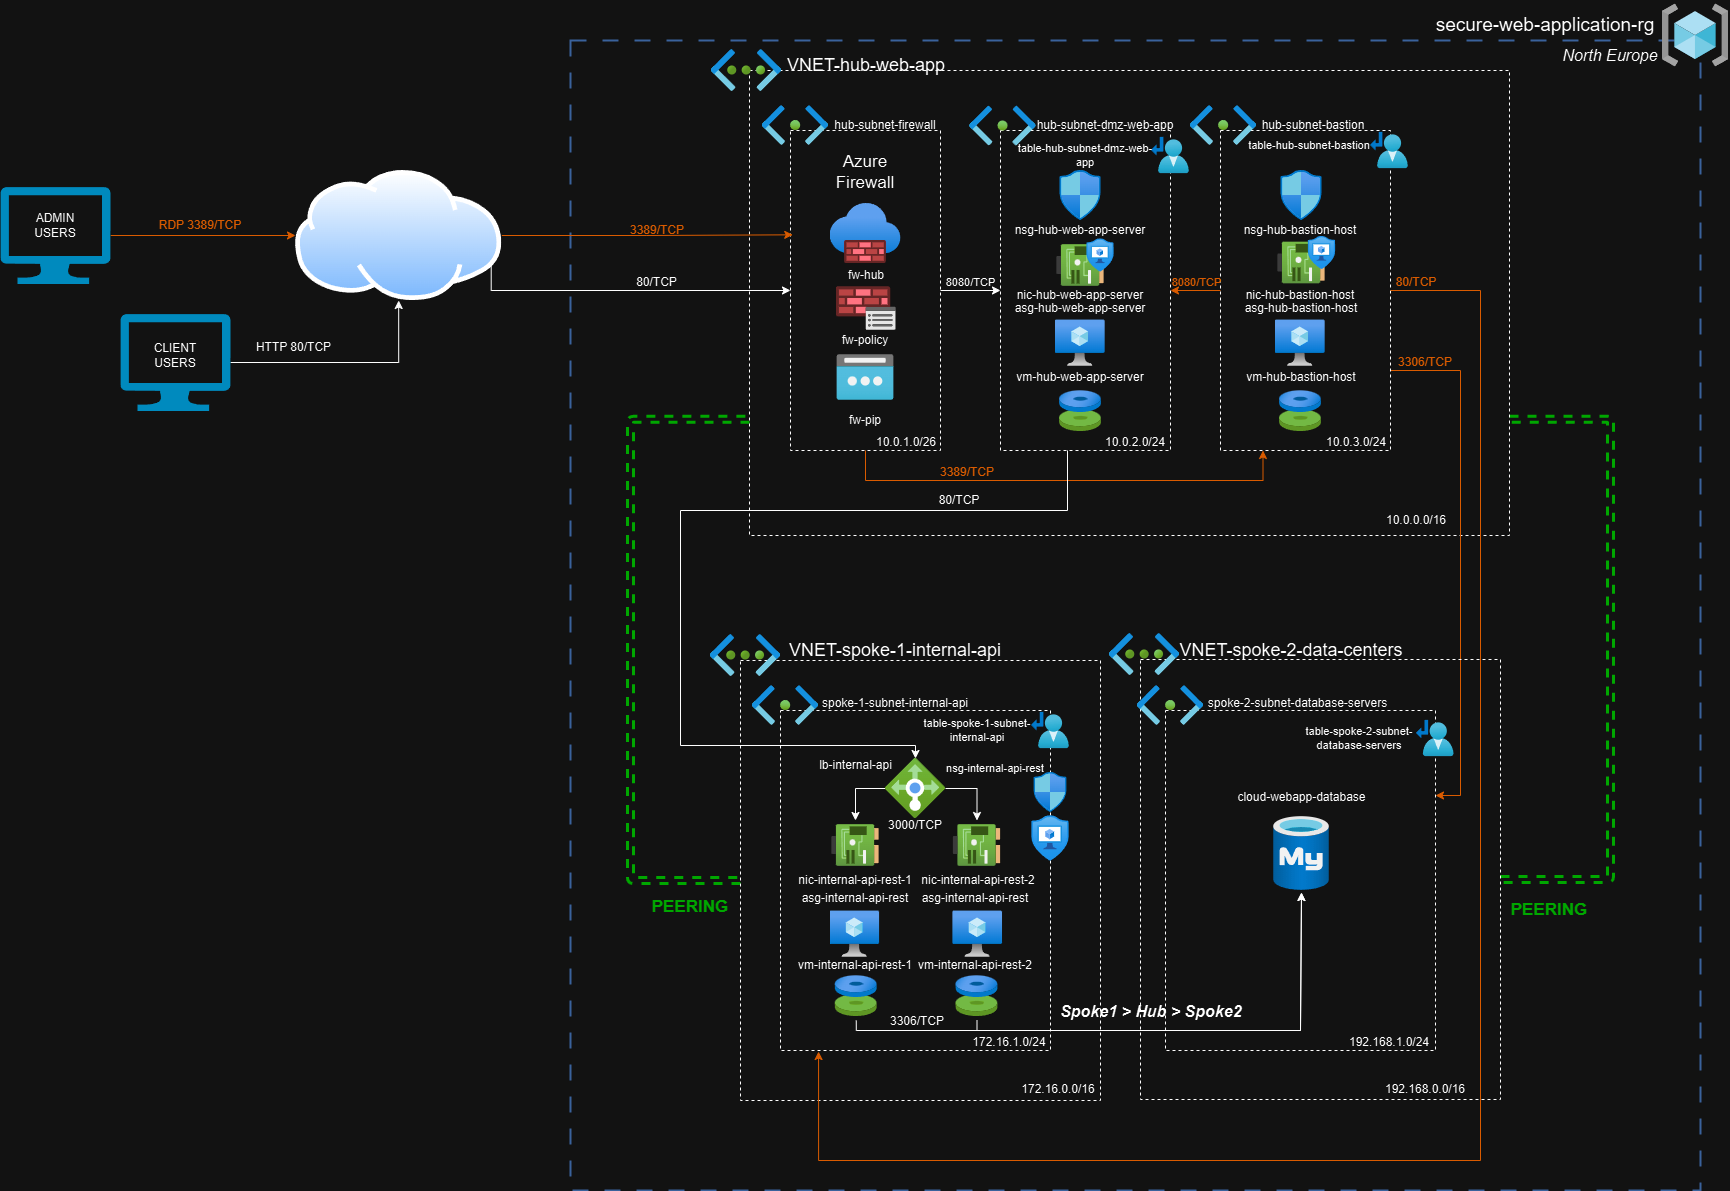 secure-web-application-rg
North Europe
VNET-hub-web-app
hub-subnet-firewall
hub-subnet-dmz-web-app
hub-subnet-bastion
table-hub-subnet-dmz-web-
app
table-hub-subnet-bastion
Azure
Firewall
ADMIN
USERS
RDP 3389/TCP
3389/TCP
nsg-hub-web-app-server
nsg-hub-bastion-host
fw-hub
80/TCP
8080/TCP
8080/TCP
80/TCP
nic-hub-web-app-server
asg-hub-web-app-server
nic-hub-bastion-host
asg-hub-bastion-host
fw-policy
CLIENT
USERS
HTTP 80/TCP
3306/TCP
vm-hub-web-app-server
vm-hub-bastion-host
fw-pip
10.0.1.0/26
10.0.2.0/24
10.0.3.0/24
3389/TCP
80/TCP
10.0.0.0/16
VNET-spoke-1-internal-api
VNET-spoke-2-data-centers
spoke-1-subnet-internal-api
spoke-2-subnet-database-servers
table-spoke-1-subnet-
internal-api
table-spoke-2-subnet-
database-servers
lb-internal-api
nsg-internal-api-rest
cloud-webapp-database
3000/TCP
My
nic-internal-api-rest-1
nic-internal-api-rest-2
asg-internal-api-rest
asg-internal-api-rest
PEERING
PEERING
vm-internal-api-rest-1
vm-internal-api-rest-2
3306/TCP
Spoke1 > Hub > Spoke2
172.16.1.0/24
192.168.1.0/24
172.16.0.0/16
192.168.0.0/16